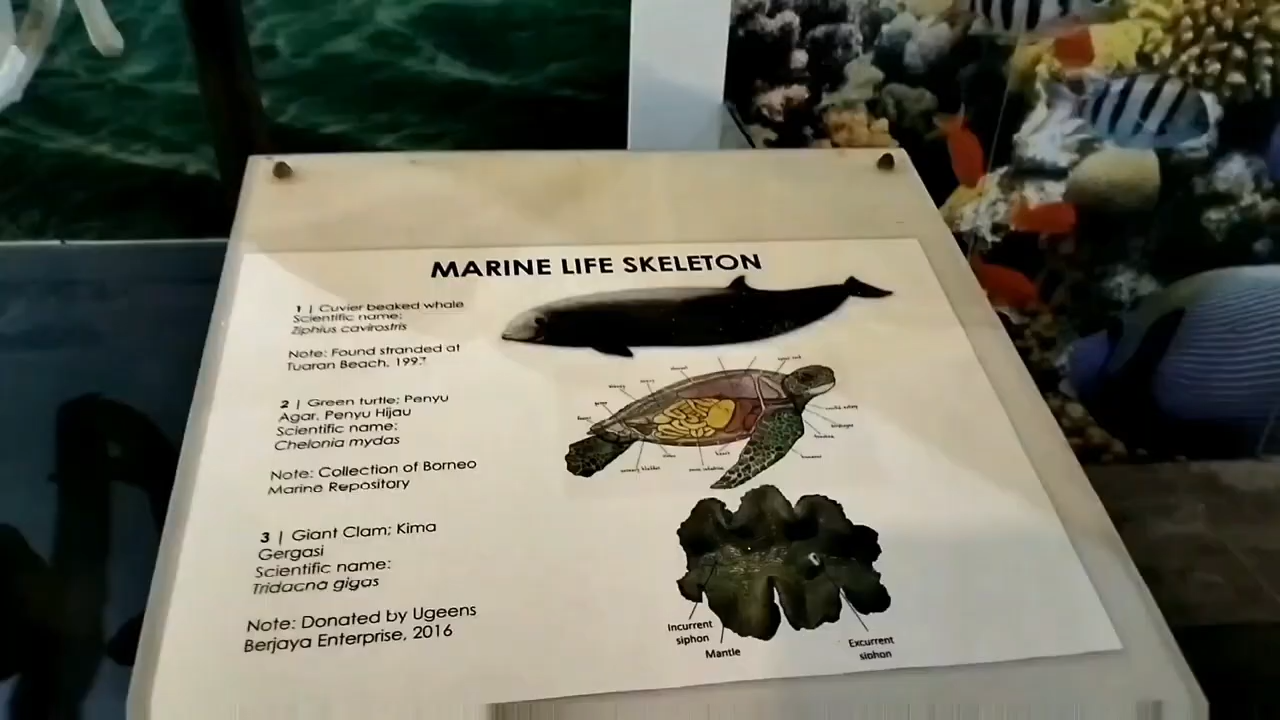 MARINE LIFE SKELETON
1 | Cuvier beaked whale
Scientific name:
Ziphius cavirostris
Note: Found stranded at
Tuaran Beach, 1997
2 | Green turtle; Penyu
Agar, Penyu Hijau
Scientific name:
Chelonia mydas
Note: Collection of Borneo
Marine Repository
3 | Giant Clam; Kima
Gergasi
Scientific name:
Tridacna gigas
Note: Donated by Ugeens
Berjaya Enterprise, 2016
Incurrent
siphon
Mantle
Excurrent
siphon